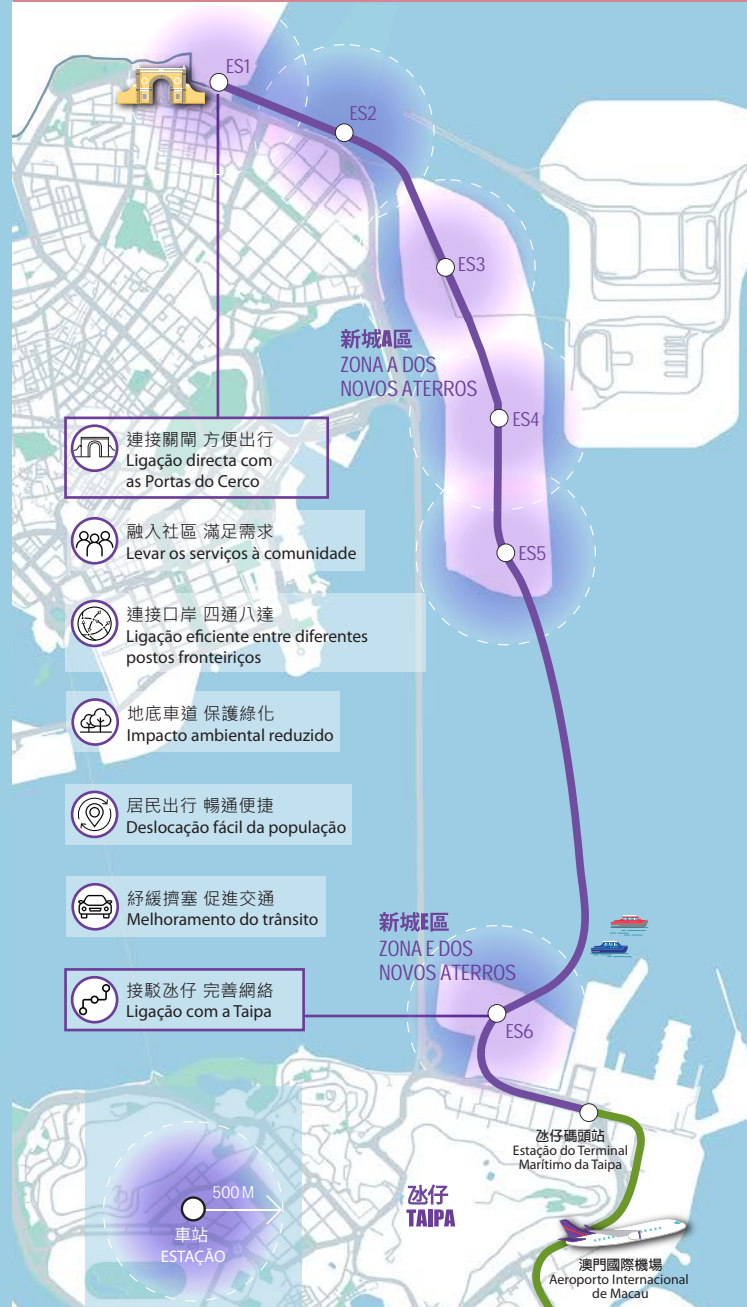 ES1
ES2
ES3
新城A區
ZONA A DOS
NOVOS ATERROS
ES4
連接關閘 方便出行
Ligação directa com
as Portas do Cerco
融入社區 滿足需求
Levar os serviços à comunidade
ES5
連接口岸 四通八達
Ligação eficiente entre diferentes
postos fronteiriços
地底車道 保護綠化
Impacto ambiental reduzido
居民出行 暢通便捷
Deslocação fácil da população
紓緩擠塞 促進交通
Melhoramento do trânsito
新城E區
ZONA E DOS
NOVOS ATERROS
接駁氹仔 完善網絡
Ligação com a Taipa
ES6
氹仔碼頭站
Estação do Terminal
Marítimo da Taipa
500 M
車站
ESTAÇÃO
氹仔
TAIPA
澳門國際機場
Aeroporto Internacional
de Macau